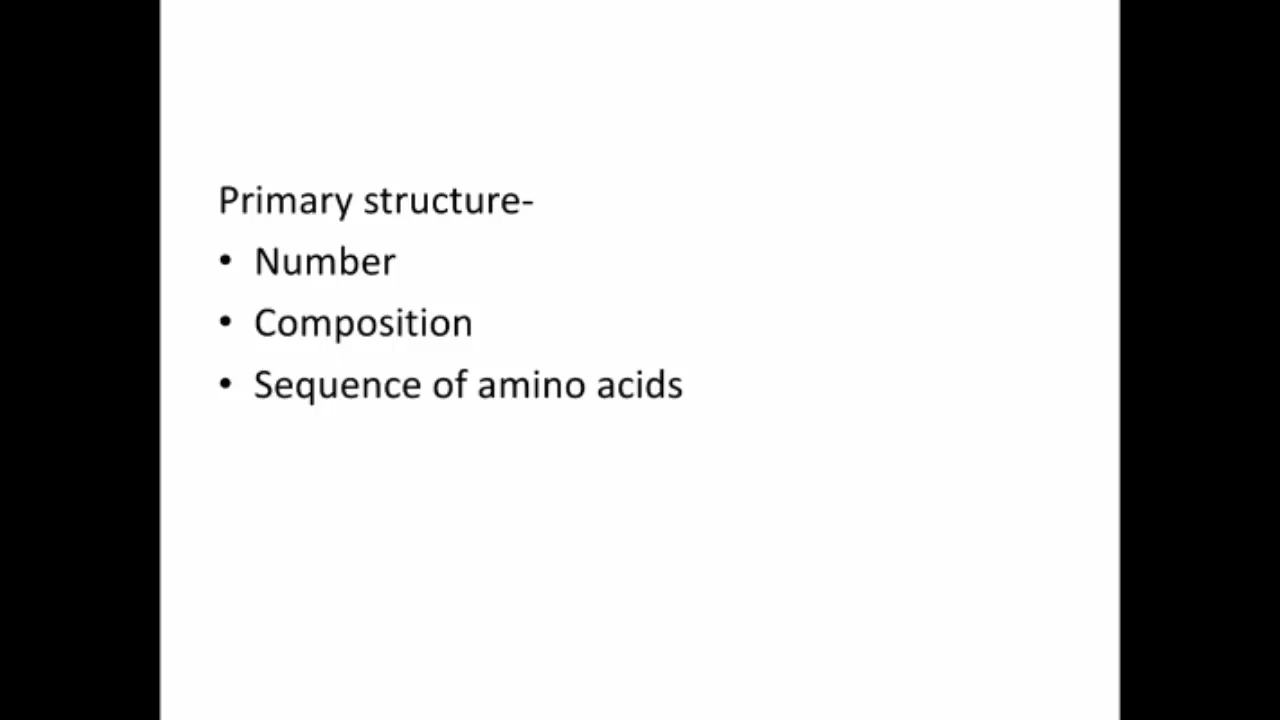 Primary structure-
• Number
• Composition
• Sequence of amino acids